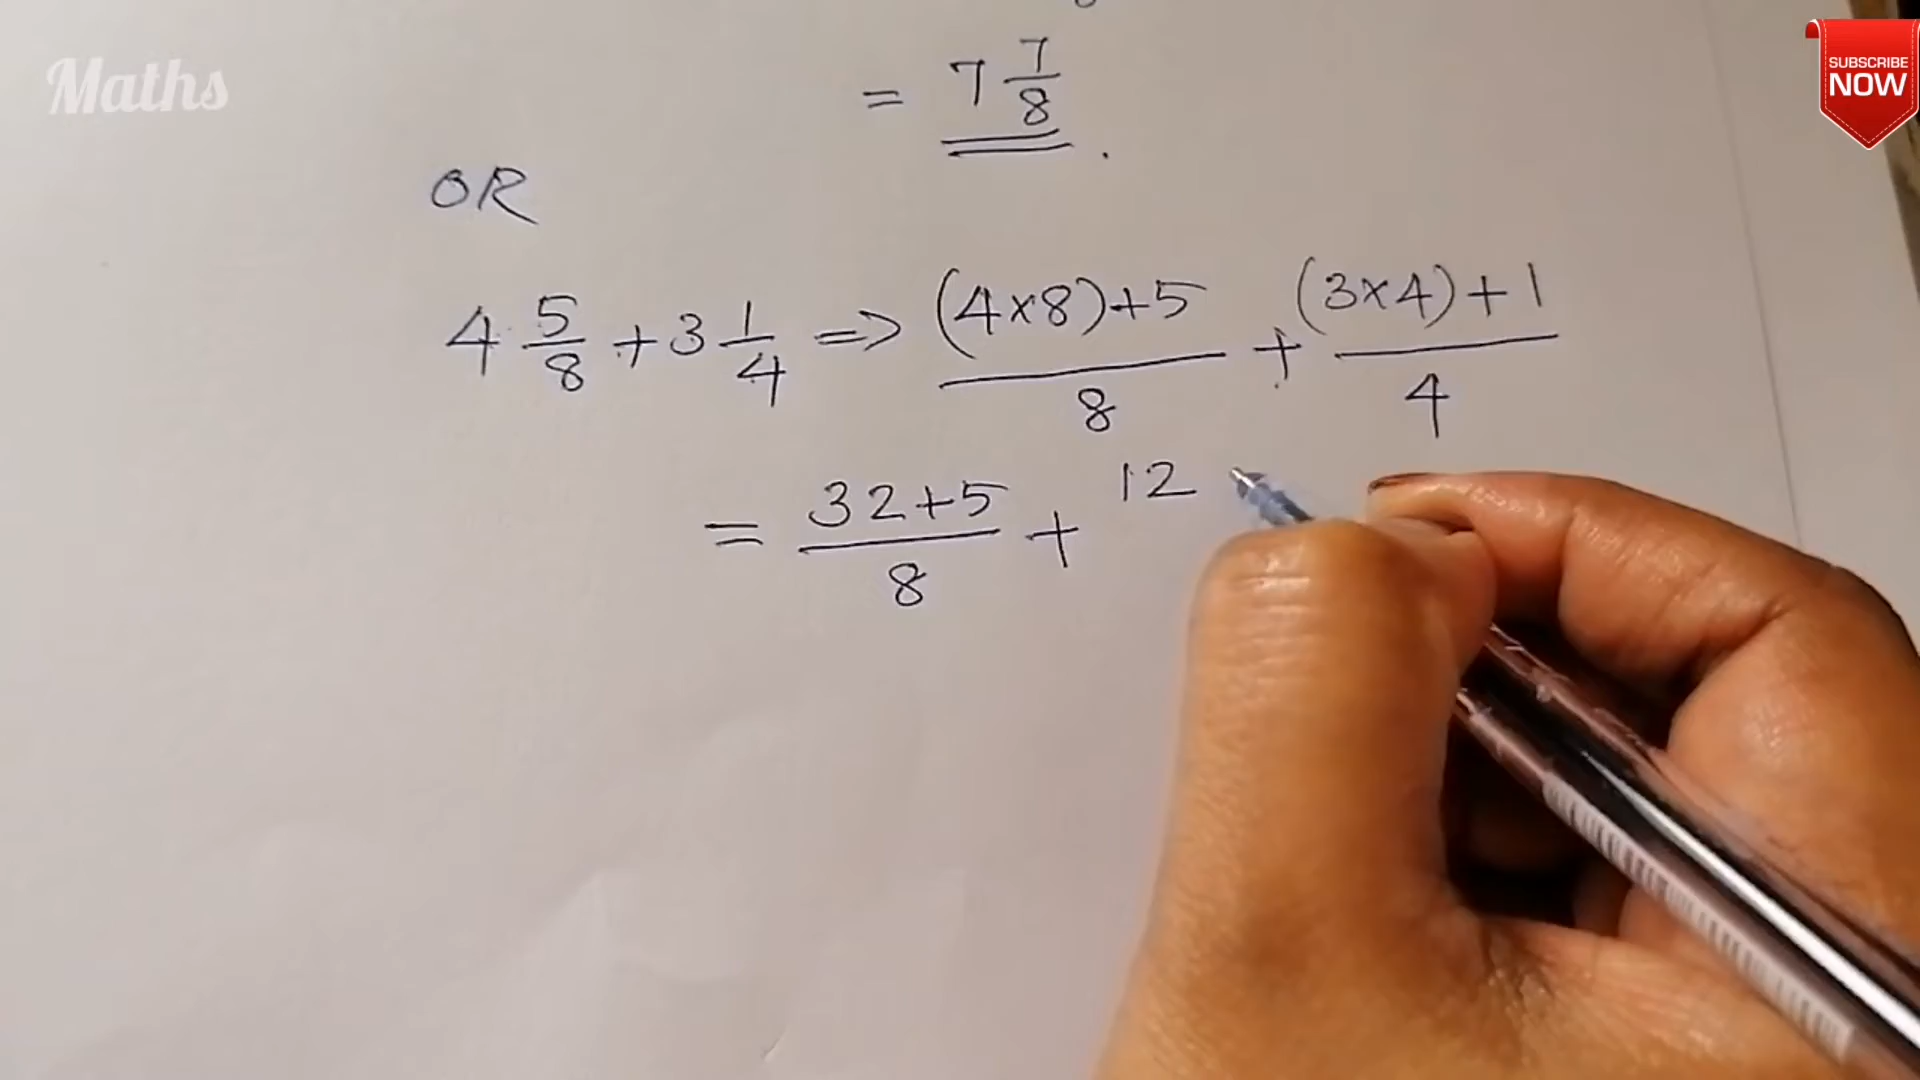 Maths
SUBSCRIBE
NOW
= 7 7/8 .
OR
4 5/8 + 3 1/4 => (4×8)+5/8 + (3×4)+1/4
= 32+5/8 + 12